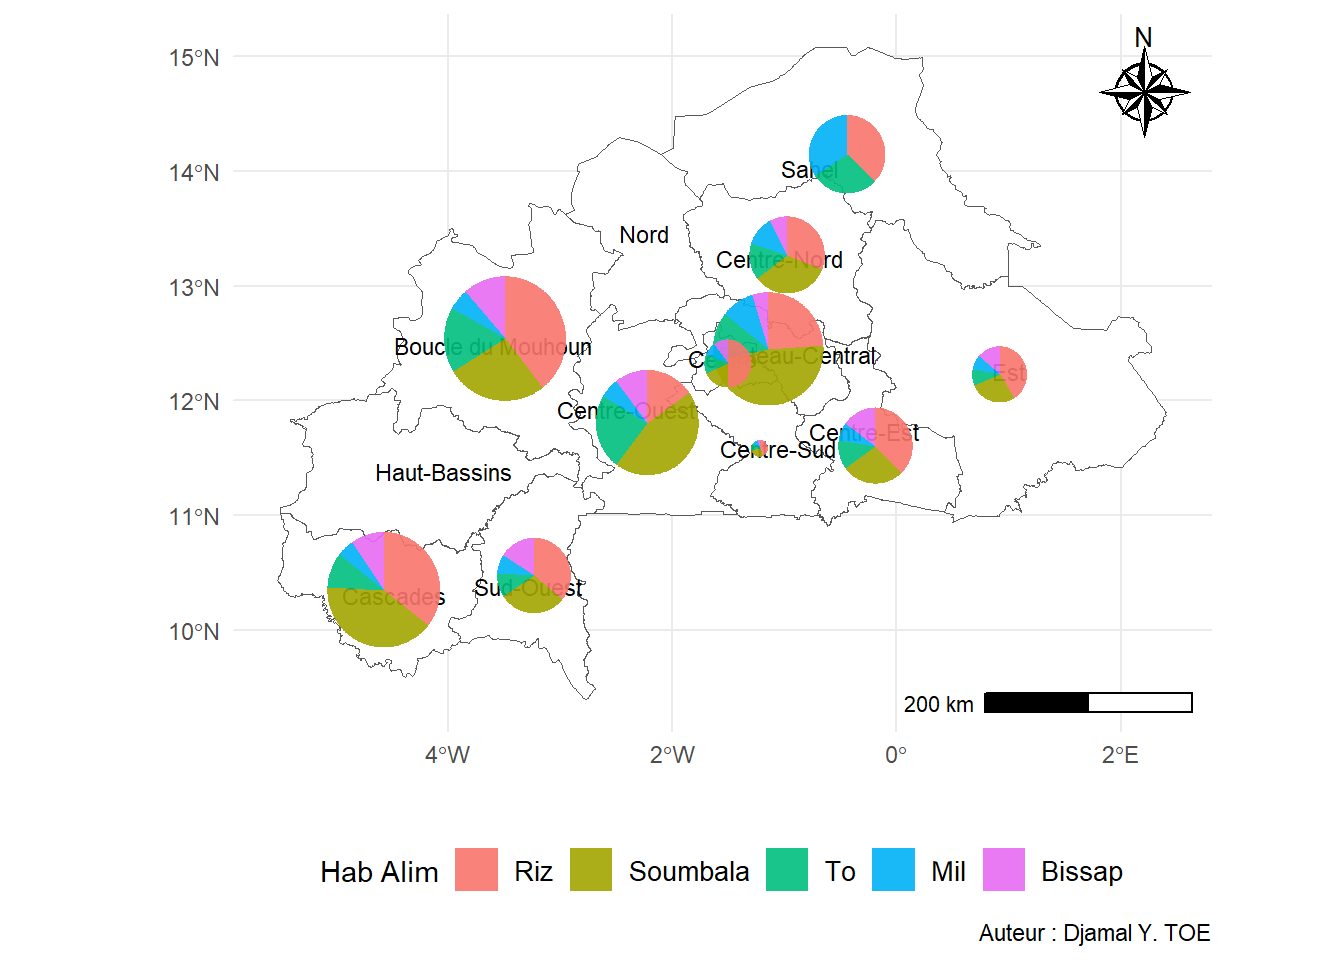 N
15°N
14°N
13°N
12°N
11°N
10°N
Sahel
Nord
Centre-Nord
Boucle du Mouhoun
Plateau-Central
Est
Centre-Ouest
Centre-Est
Centre-Sud
Haut-Bassins
Cascades
Sud-Ouest
200 km
4°W
2°W
0°
2°E
Hab Alim
Riz
Soumbala
To
Mil
Bissap
Auteur : Djamal Y. TOE